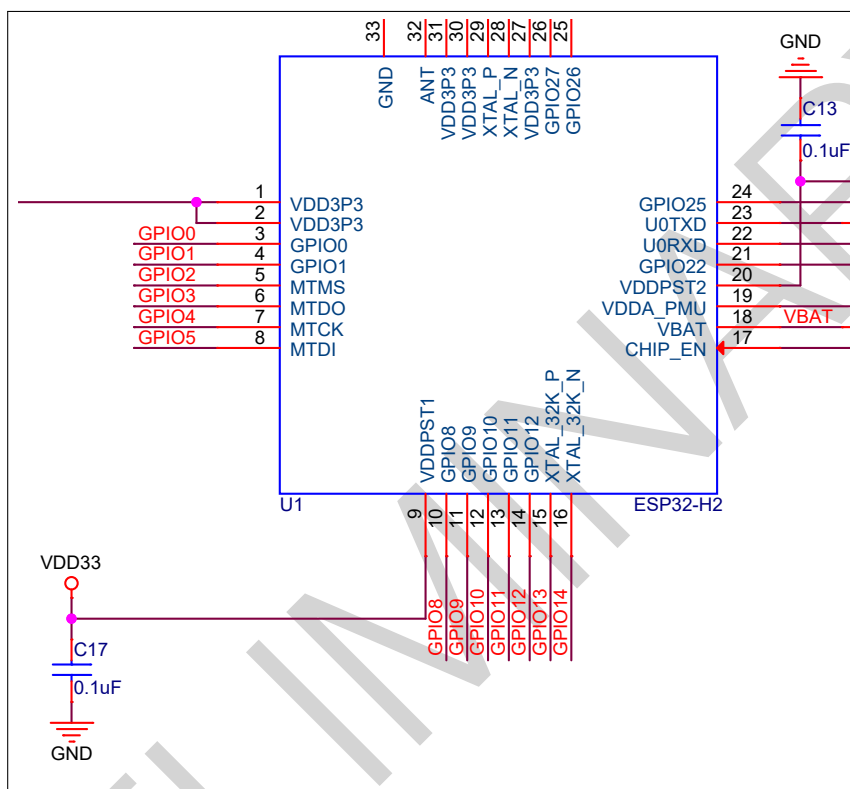 33
32
31
30
29
28
27
26
25
GND
ANT
VDD3P3
VDD3P3
XTAL_P
XTAL_N
VDD3P3
GPIO27
GPIO26
GND
C13
0.1uF
1 VDD3P3
2 VDD3P3
GPIO0 3 GPIO0
GPIO1 4 GPIO1
GPIO2 5 MTMS
GPIO3 6 MTDO
GPIO4 7 MTCK
GPIO5 8 MTDI
GPIO25 24
U0TXD 23
U0RXD 22
GPIO22 21
VDDPST2 20
VDDA_PMU 19
VBAT 18 VBAT
CHIP_EN 17
VDDPST1
GPIO8
GPIO9
GPIO10
GPIO11
GPIO12
XTAL_32K_P
XTAL_32K_N
U1
ESP32-H2
9
10
11
12
13
14
15
16
GPIO8
GPIO9
GPIO10
GPIO11
GPIO12
GPIO13
GPIO14
VDD33
C17
0.1uF
GND